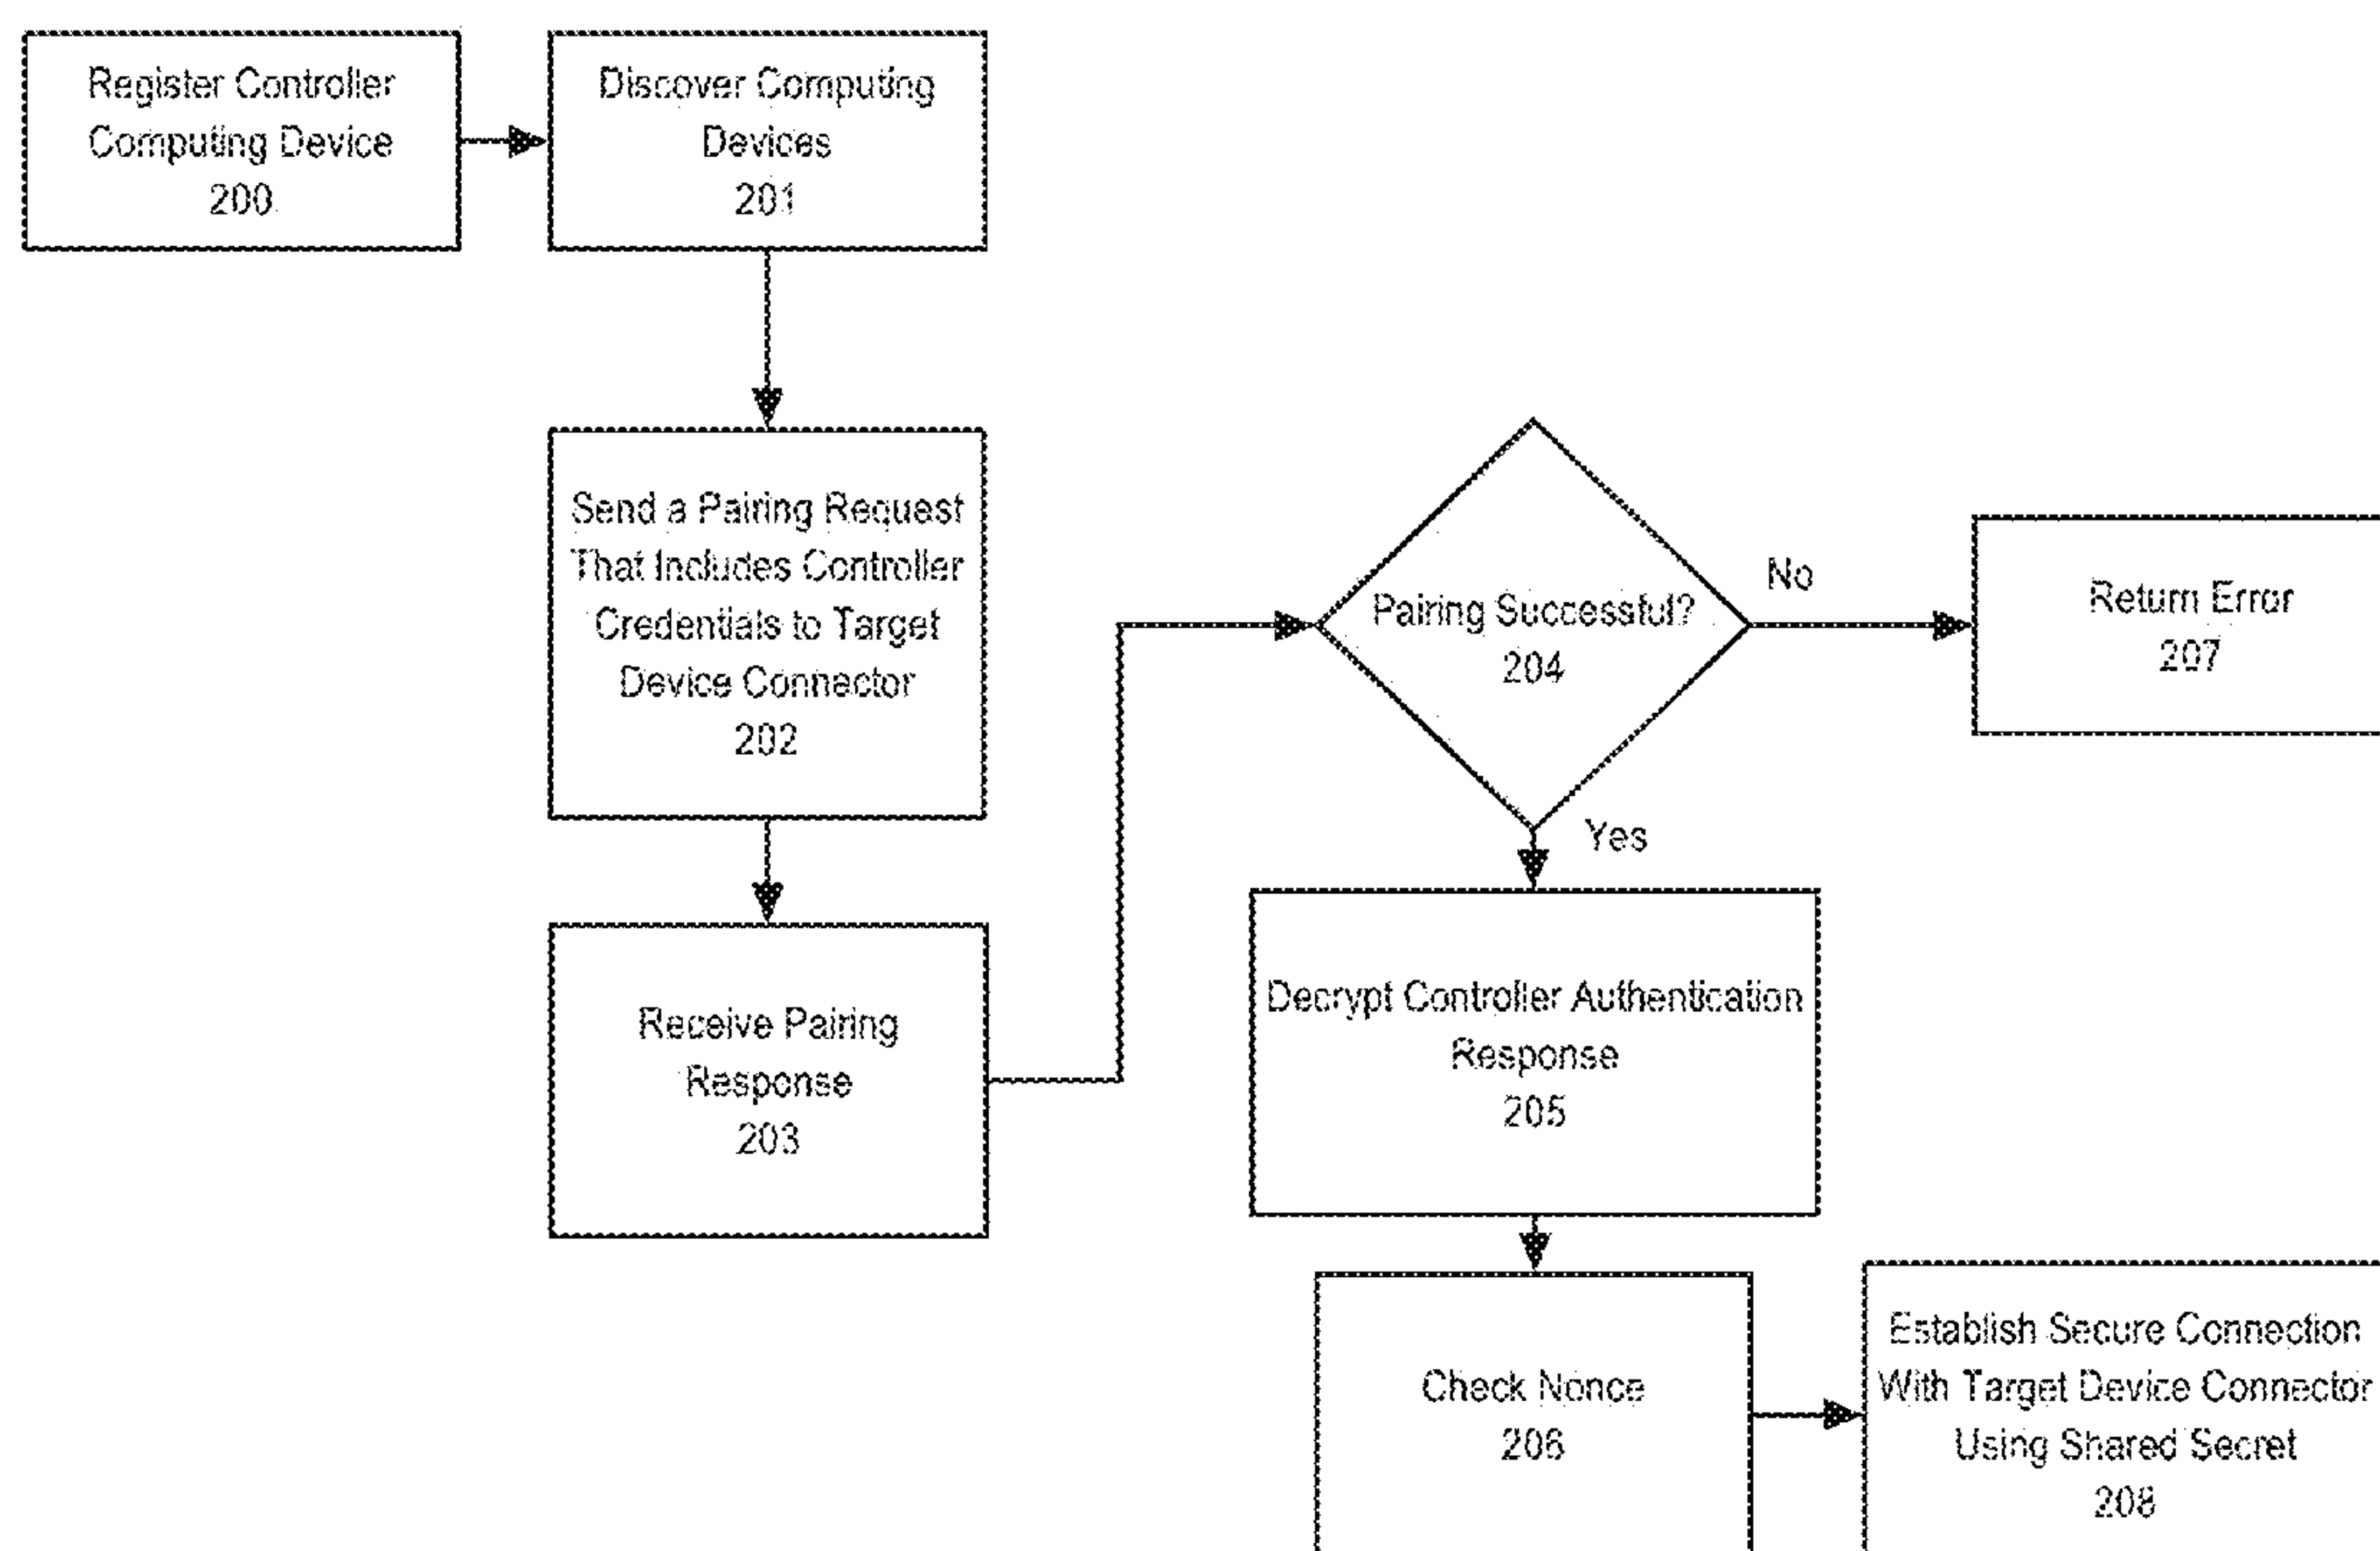 Register Controller
Computing Device
200
Discover Computing
Devices
201
Send a Pairing Request
That Includes Controller
Credentials to Target
Device Connector
202
Receive Pairing
Response
203
Pairing Successful?
204
No
Return Error
207
Yes
Decrypt Controller Authentication
Response
205
Check Nonce
206
Establish Secure Connection
With Target Device Connector
Using Shared Secret
208